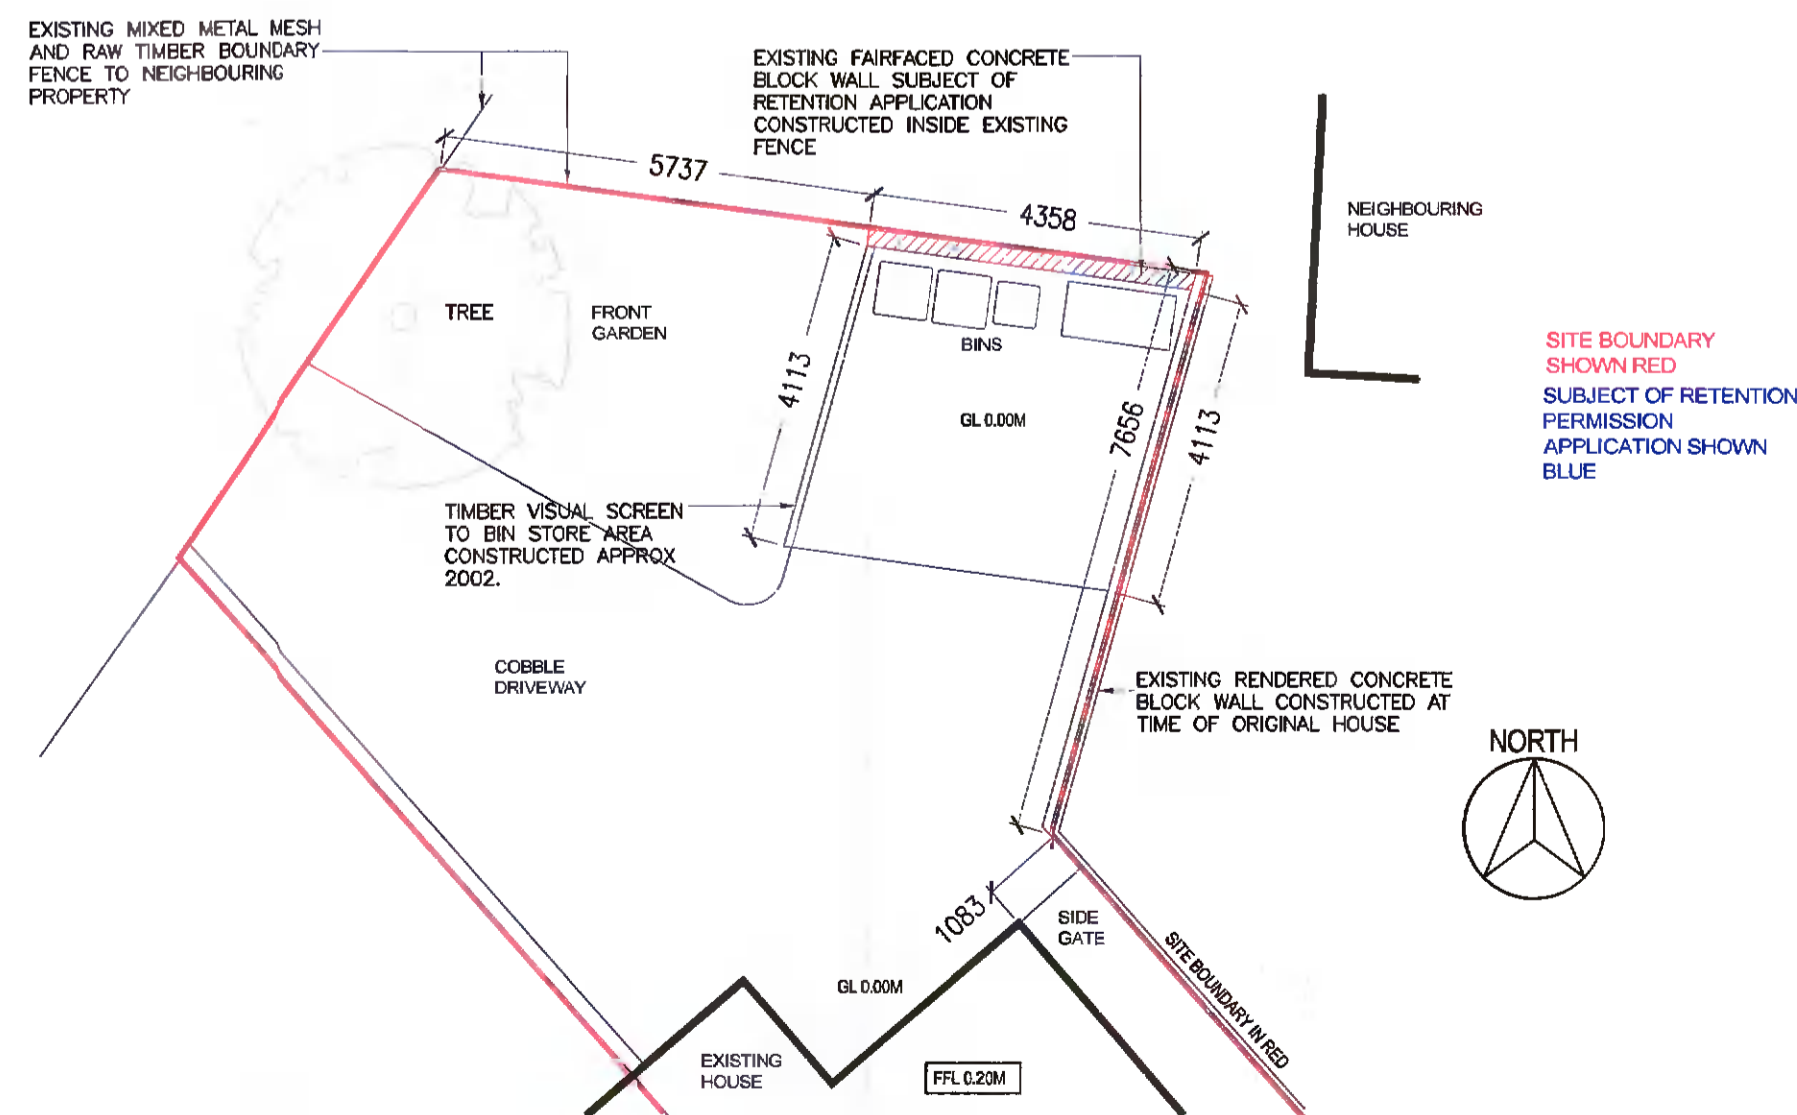 EXISTING MIXED METAL MESH
AND RAW TIMBER BOUNDARY
FENCE TO NEIGHBOURING
PROPERTY
EXISTING FAIRFACED CONCRETE
BLOCK WALL SUBJECT OF
RETENTION APPLICATION
CONSTRUCTED INSIDE EXISTING
FENCE
5737
4358
NEIGHBOURING
HOUSE
TREE
FRONT
GARDEN
BINS
SITE BOUNDARY
SHOWN RED
SUBJECT OF RETENTION
PERMISSION
APPLICATION SHOWN
BLUE
4113
GL 0.00M
7656
4113
TIMBER VISUAL SCREEN
TO BIN STORE AREA
CONSTRUCTED APPROX
2002.
COBBLE
DRIVEWAY
EXISTING RENDERED CONCRETE
BLOCK WALL CONSTRUCTED AT
TIME OF ORIGINAL HOUSE
NORTH
1083
SIDE
GATE
SITE BOUNDARY IN RED
GL 0.00M
EXISTING
HOUSE
FFL 0.20M